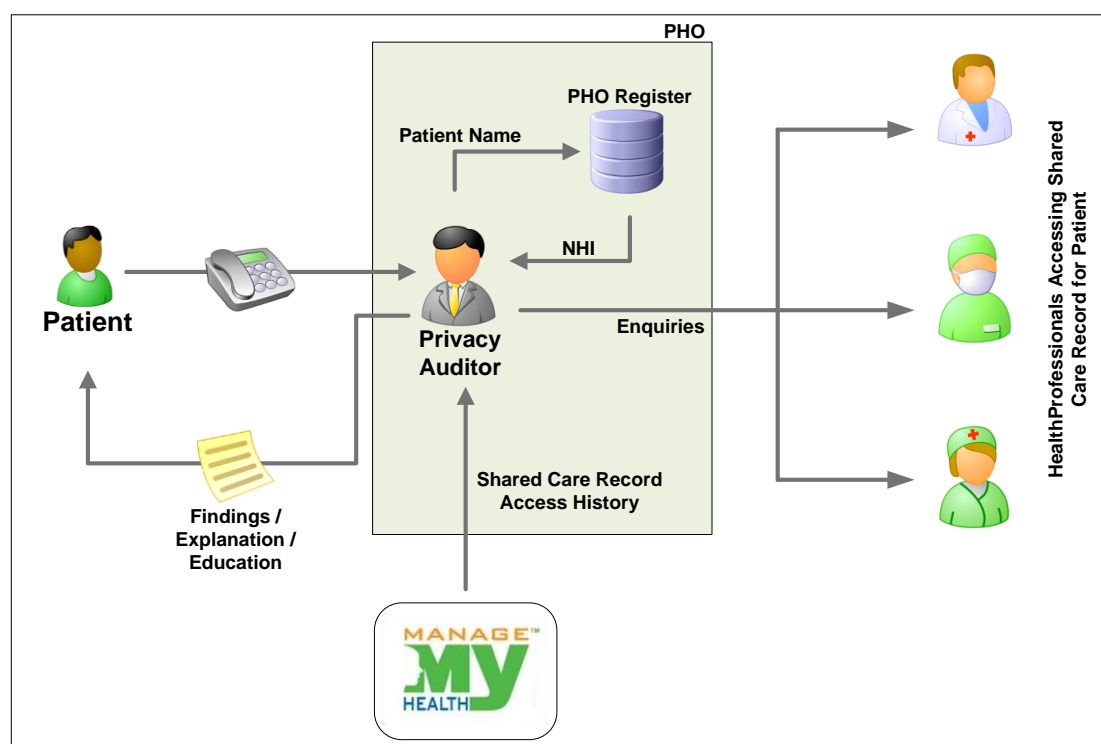 PHO
PHO Register
Patient Name
NHI
Patient
Privacy
Auditor
Enquiries
HealthProfessionals Accessing Shared
Care Record for Patient
Shared Care Record
Access History
Findings /
Explanation /
Education
MANAGE™
MY
HEALTH